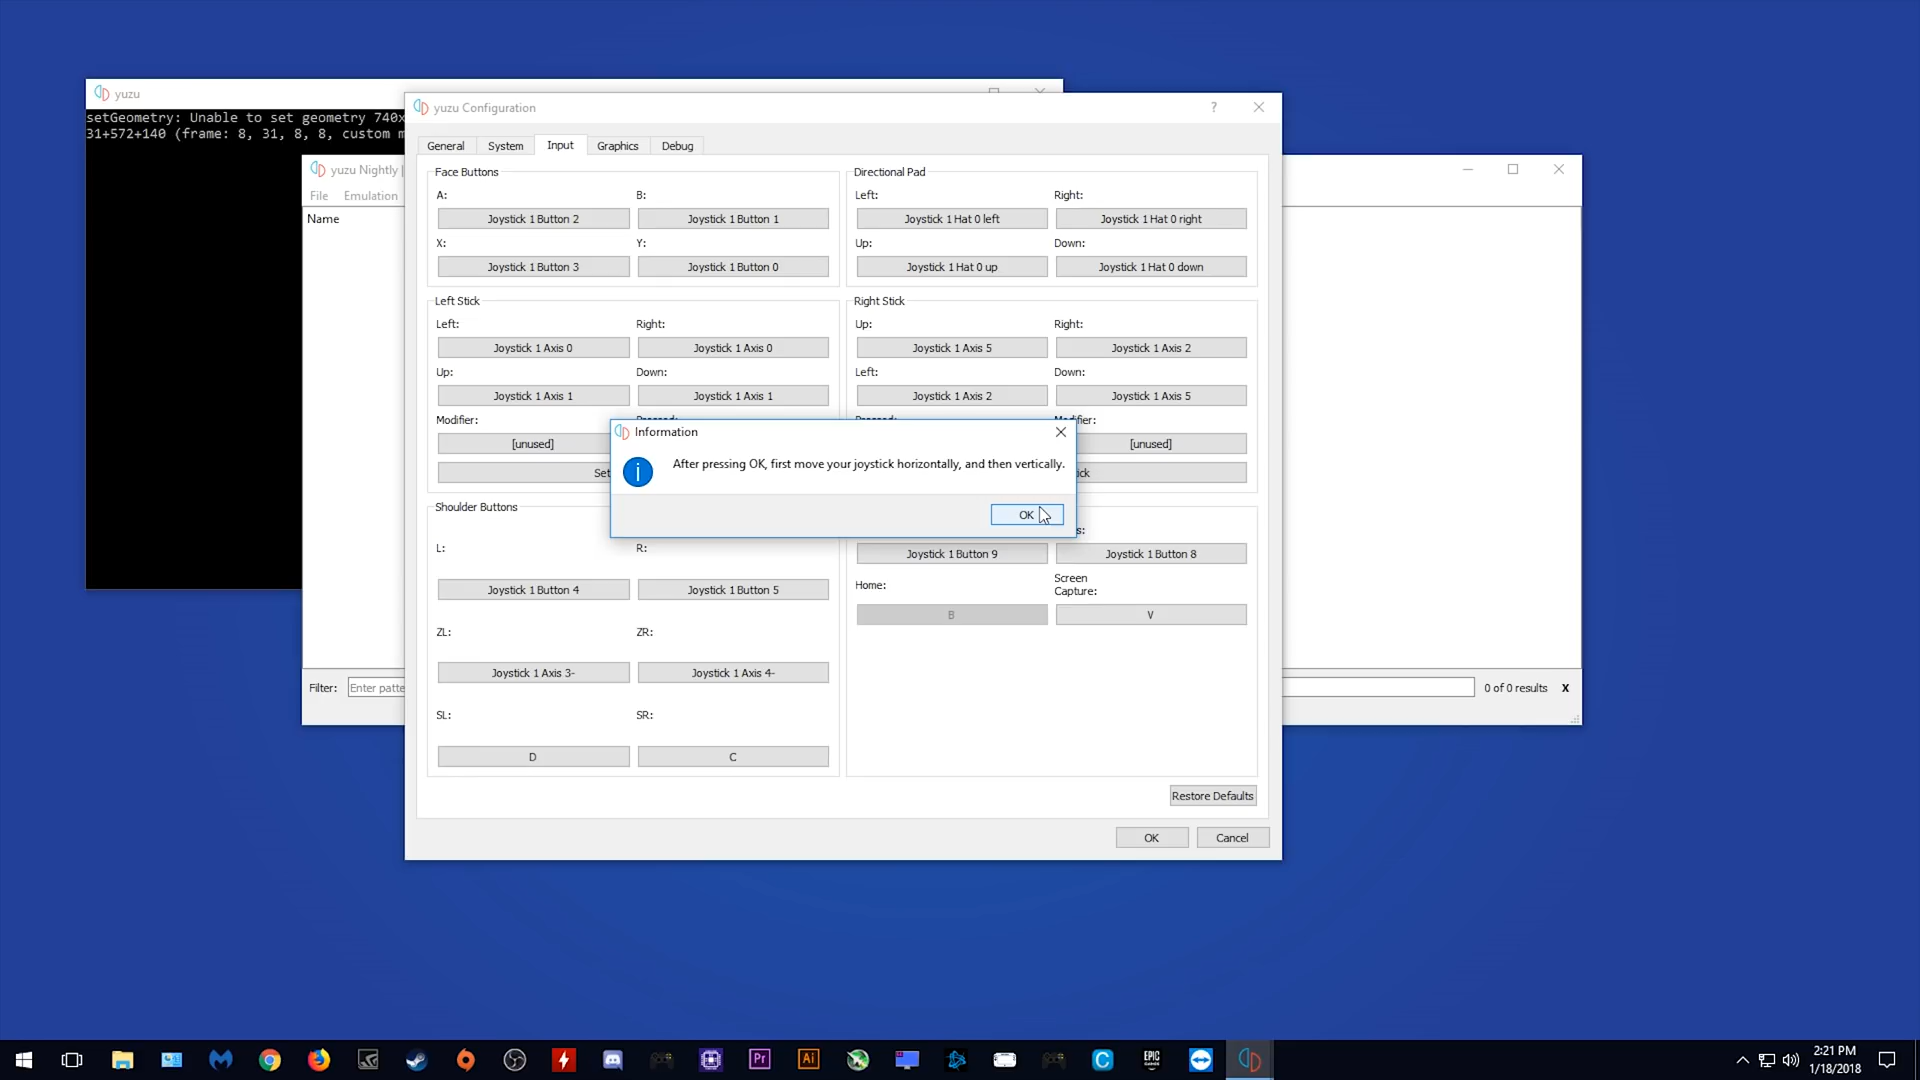 yuzu
setGeometry: Unable to set geometry 740x
31+572+140 (frame: 8, 31, 8, 8, custom m
yuzu Nightly |
File Emulation
Name
Filter: Enter patte
0 of 0 results X
yuzu Configuration
?
General System Input Graphics Debug
Face Buttons
A: B:
Joystick 1 Button 2 Joystick 1 Button 1
X: Y:
Joystick 1 Button 3 Joystick 1 Button 0
Directional Pad
Left: Right:
Joystick 1 Hat 0 left Joystick 1 Hat 0 right
Up: Down:
Joystick 1 Hat 0 up Joystick 1 Hat 0 down
Left Stick
Left: Right:
Joystick 1 Axis 0 Joystick 1 Axis 0
Up: Down:
Joystick 1 Axis 1 Joystick 1 Axis 1
Modifier:
[unused]
Set
Right Stick
Up: Right:
Joystick 1 Axis 5 Joystick 1 Axis 2
Left: Down:
Joystick 1 Axis 2 Joystick 1 Axis 5
[unused]
ick
Information
After pressing OK, first move your joystick horizontally, and then vertically.
OK
Shoulder Buttons
L: R:
Joystick 1 Button 4 Joystick 1 Button 5
ZL: ZR:
Joystick 1 Axis 3- Joystick 1 Axis 4-
SL: SR:
D C
s:
Joystick 1 Button 9 Joystick 1 Button 8
Home: Screen
Capture:
B V
Restore Defaults
OK Cancel
Pr Ai C EPIC
GAMES
2:21 PM
1/18/2018